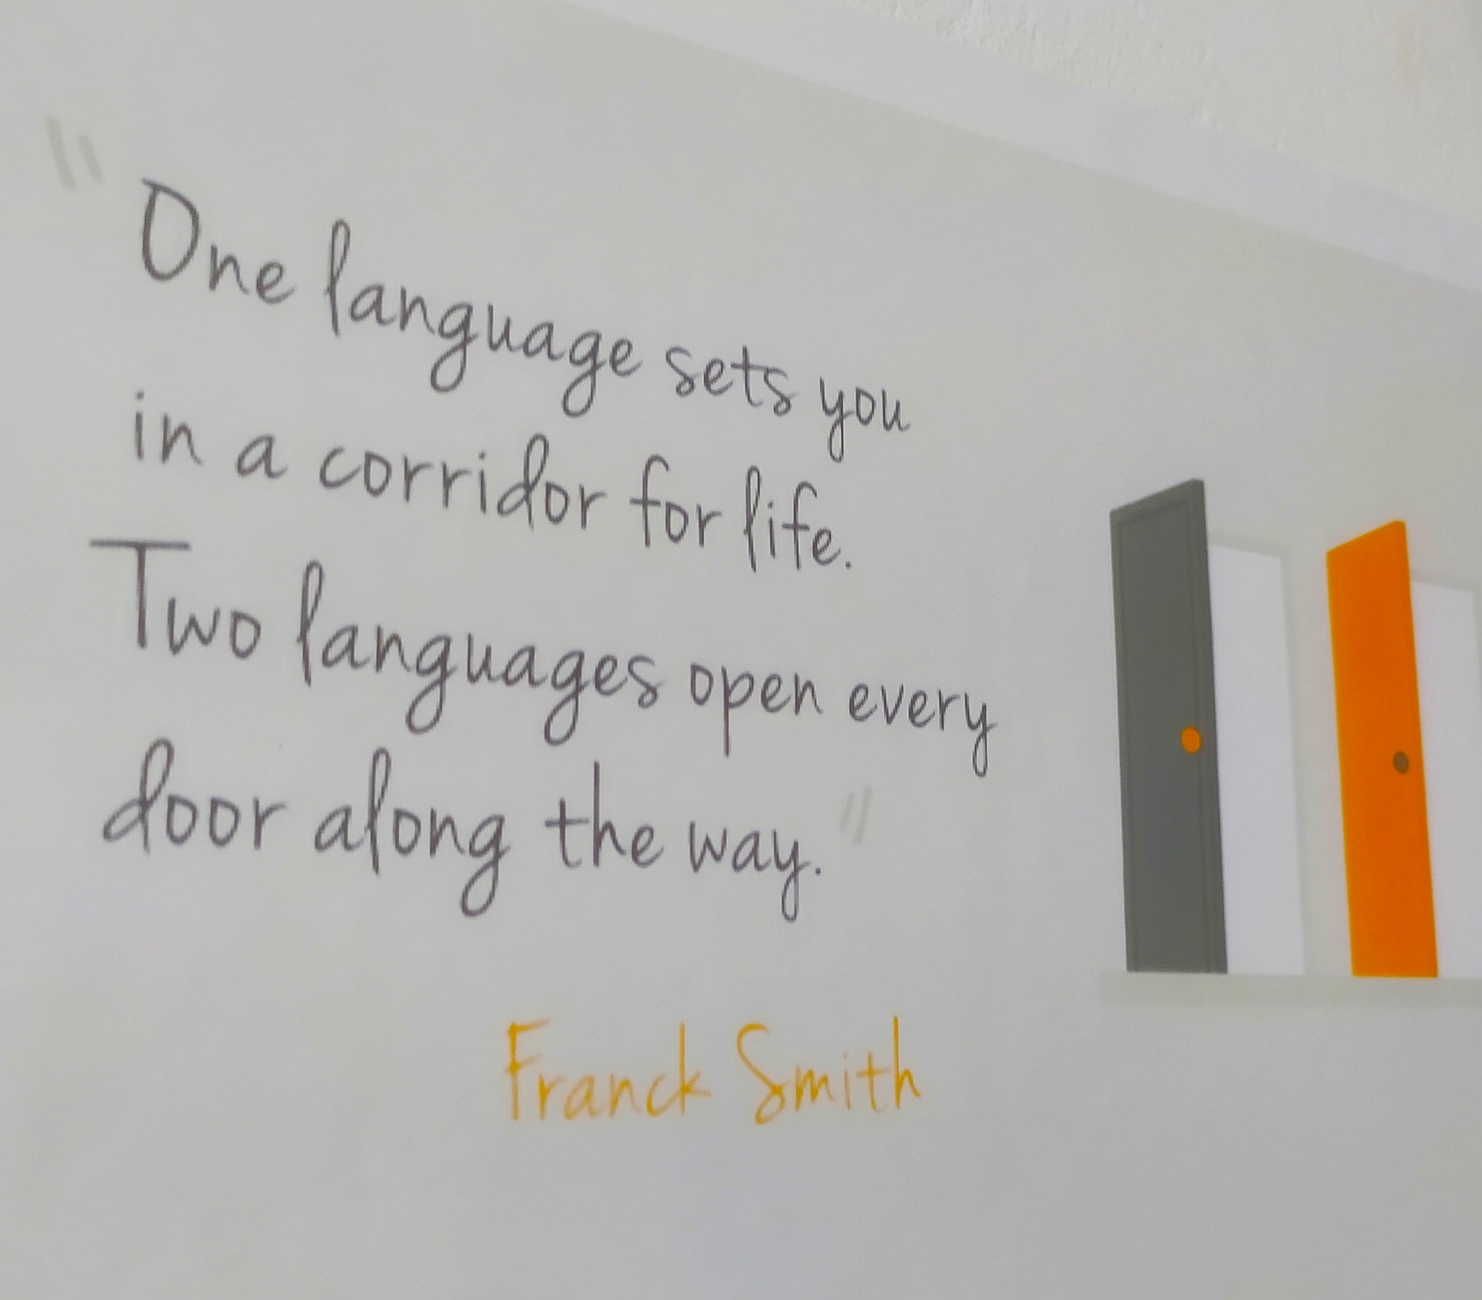 "One language sets you
in a corridor for life.
Two languages open every
door along the way."
Franck Smith